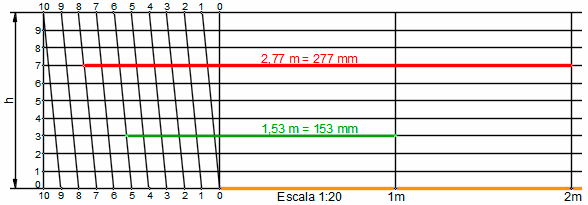 10 9 8 7 6 5 4 3 2 1 0
9
8
2,77 m = 277 mm
7
6
5
h
4
1,53 m = 153 mm
3
2
1
0
10 9 8 7 6 5 4 3 2 1 0 Escala 1:20 1m 2m